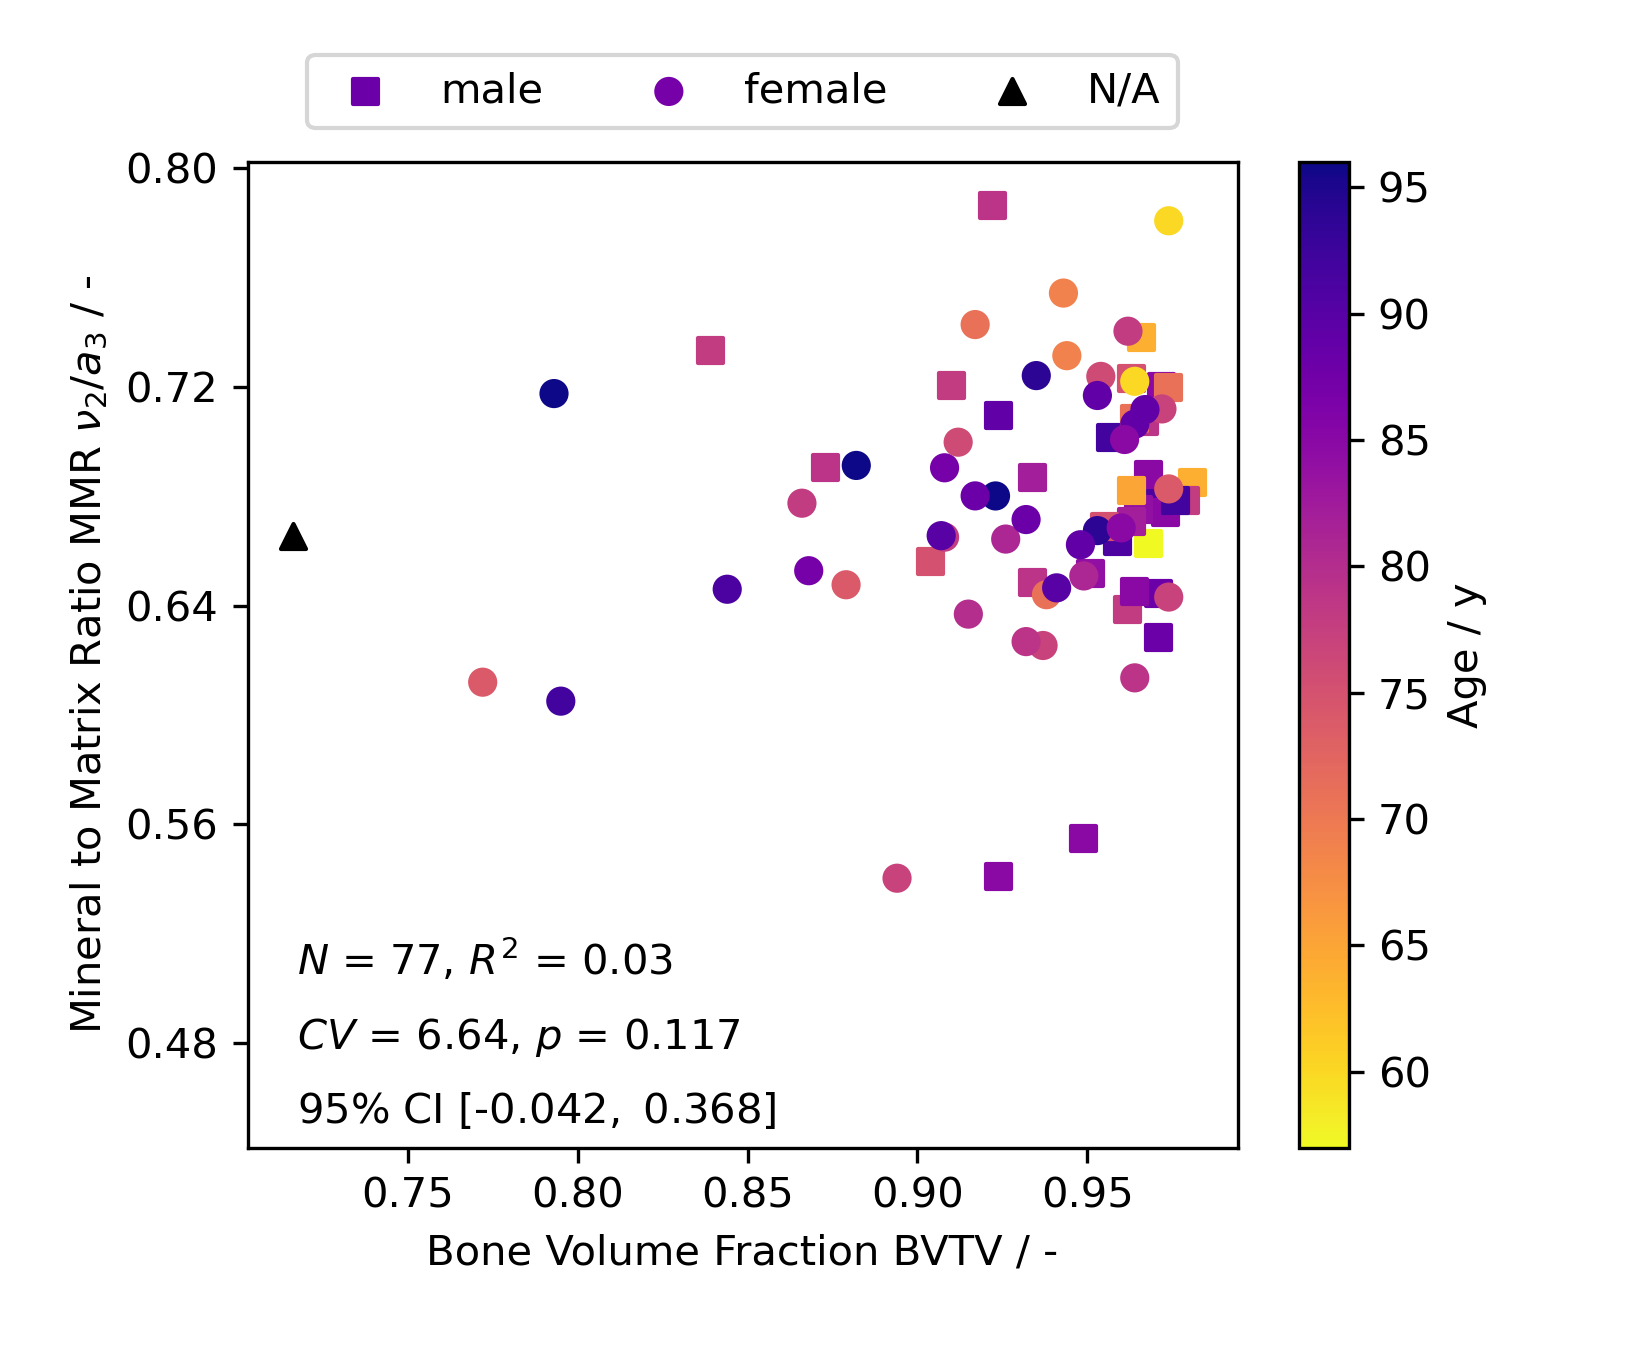 male female N/A
0.80
0.72
0.64
0.56
0.48
Mineral to Matrix Ratio MMR ν₂/a₃ / -
N = 77, R² = 0.03
CV = 6.64, p = 0.117
95% CI [-0.042, 0.368]
0.75 0.80 0.85 0.90 0.95
Bone Volume Fraction BVTV / -
95
90
85
80
75
70
65
60
Age / y